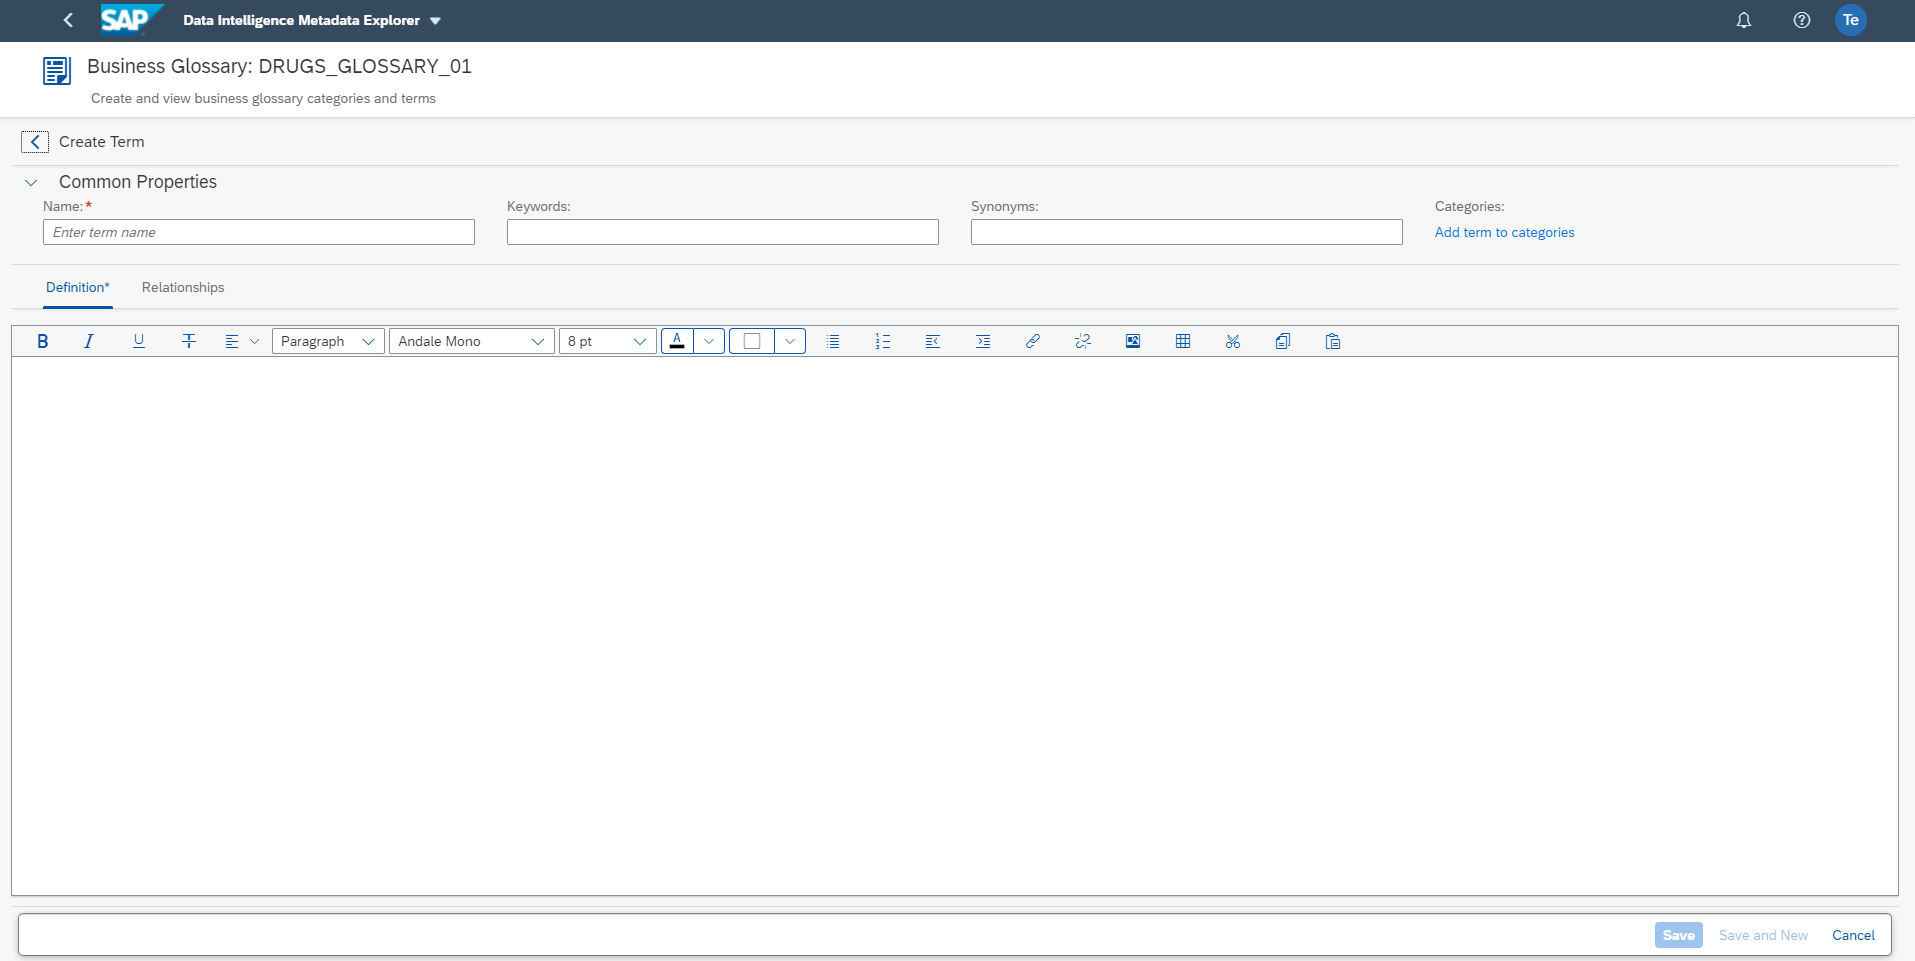 SAP Data Intelligence Metadata Explorer Te
Business Glossary: DRUGS_GLOSSARY_01
Create and view business glossary categories and terms
Create Term
Common Properties
Name:* Keywords: Synonyms: Categories:
Enter term name Add term to categories
Definition* Relationships
B I U T Paragraph Andale Mono 8 pt A
Save Save and New Cancel